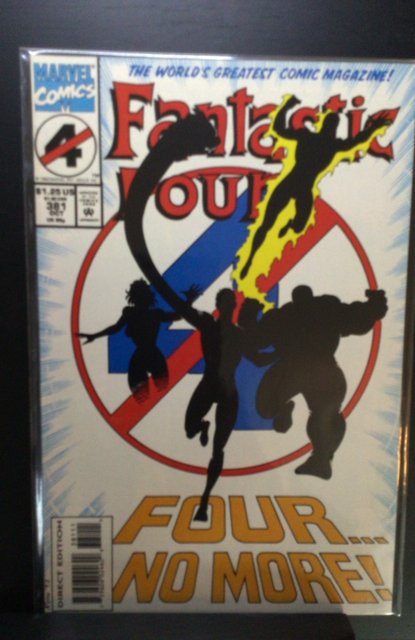 THE WORLD'S GREATEST COMIC MAGAZINE!
MARVEL
COMICS
Fantastic
FOUR
4
$1.25 US
381
OCT
4
FOUR...
NO MORE!
DIRECT EDITION